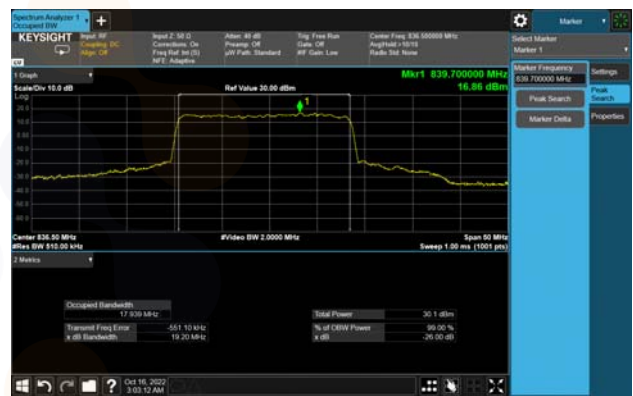 Spectrum Analyzer 1
Occupied BW
+
Marker
KEYSIGHT
Input: RF
Coupling: DC
Align: Off
Input Z: 50 Ω
Corrections: On
Freq Ref: Int (S)
NFE: Adaptive
Atten: 40 dB
Preamp: Off
µW Path: Standard
Trig: Free Run
Gate: Off
#IF Gain: Low
Center Freq: 836.500000 MHz
Avg|Hold:>10/10
Radio Std: None
Select Marker
Marker 1
1 Graph
Scale/Div 10.0 dB
Ref Value 30.00 dBm
Mkr1 839.700000 MHz
16.86 dBm
Log
1
Center 836.50 MHz
#Res BW 510.00 kHz
#Video BW 2.0000 MHz
Span 50 MHz
Sweep 1.00 ms (1001 pts)
Marker Frequency
839.700000 MHz
Peak Search
Marker Delta
Settings
Peak
Search
Properties
2 Metrics
Occupied Bandwidth
17.939 MHz
Total Power 30.1 dBm
Transmit Freq Error -551.10 kHz
% of OBW Power 99.00 %
x dB Bandwidth 19.20 MHz
x dB -26.00 dB
?
Oct 16, 2022
3:03:12 AM